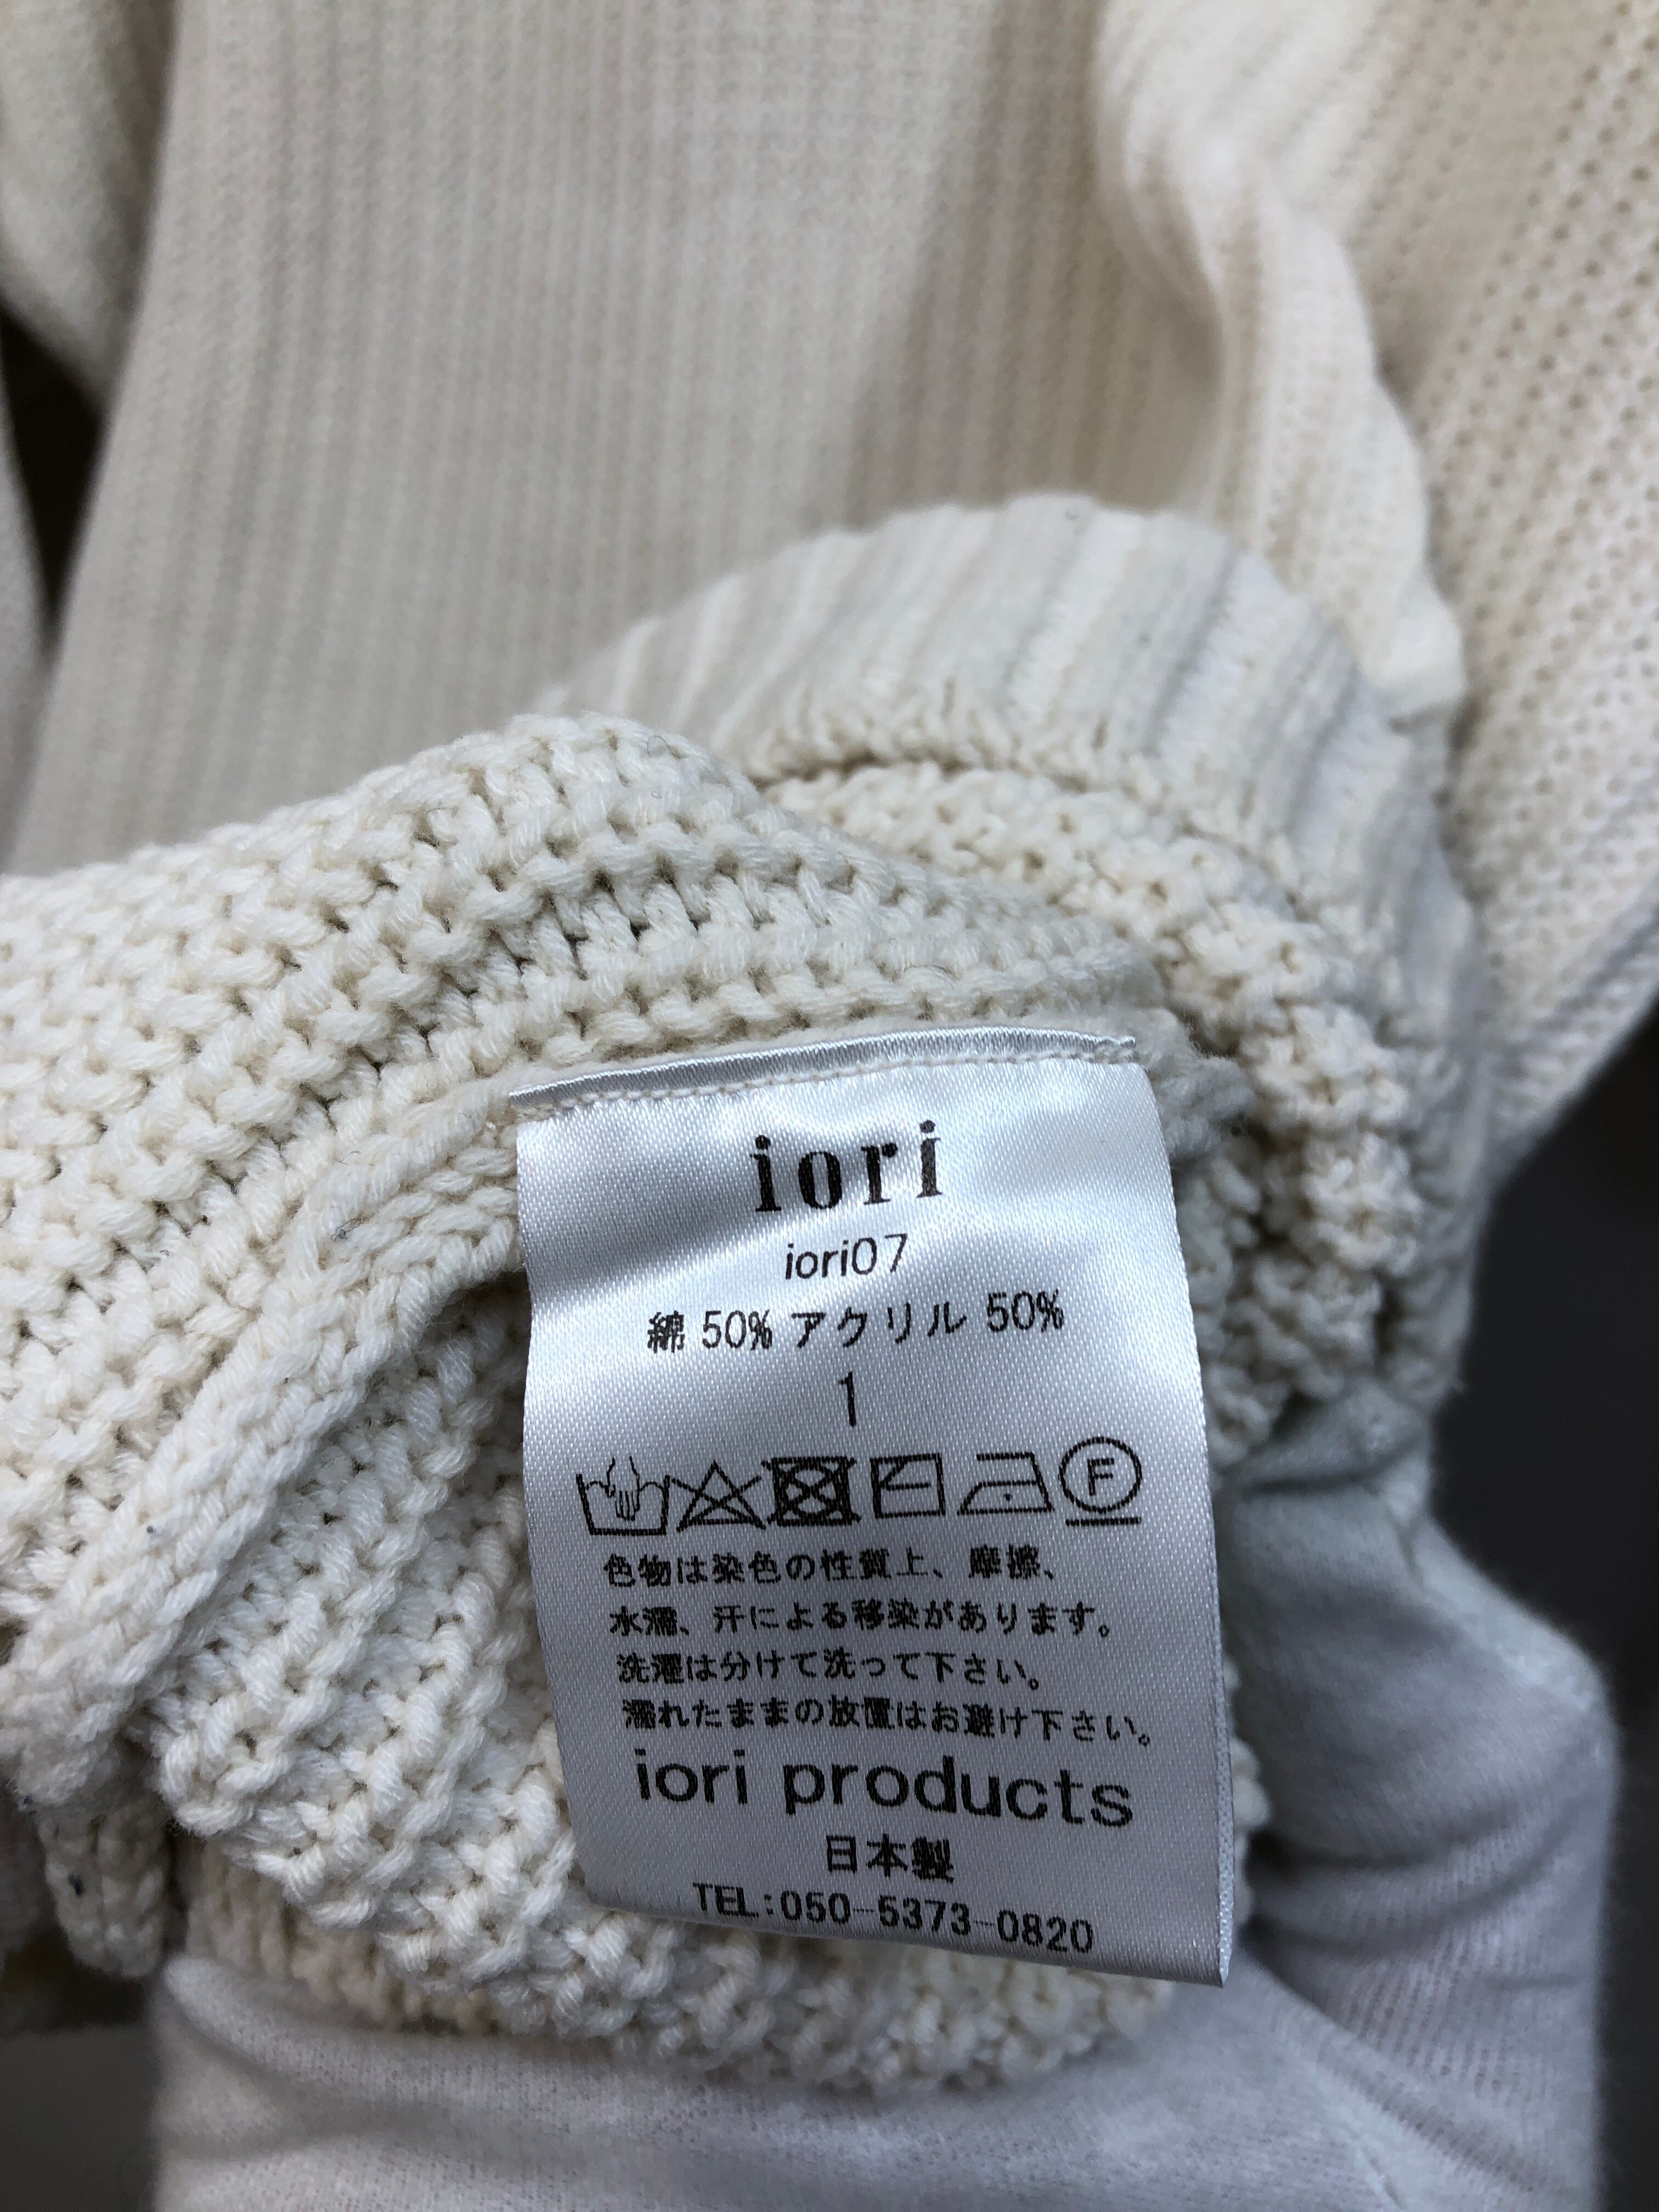 iori
iori07
綿 50% アクリル 50%
1
F
色物は染色の性質上、摩擦、
水濡、汗による移染があります。
洗濯は分けて洗って下さい。
濡れたままの放置はお避け下さい。
iori products
日本製
TEL:050-5373-0820